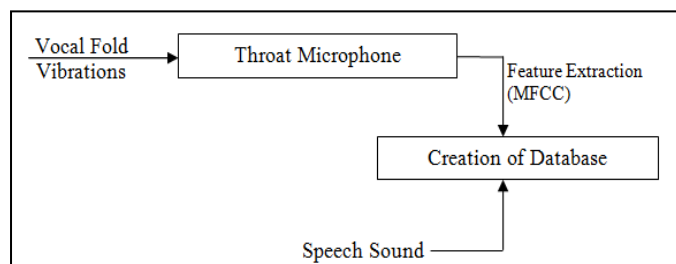 Vocal Fold
Vibrations
Throat Microphone
Feature Extraction
(MFCC)
Creation of Database
Speech Sound